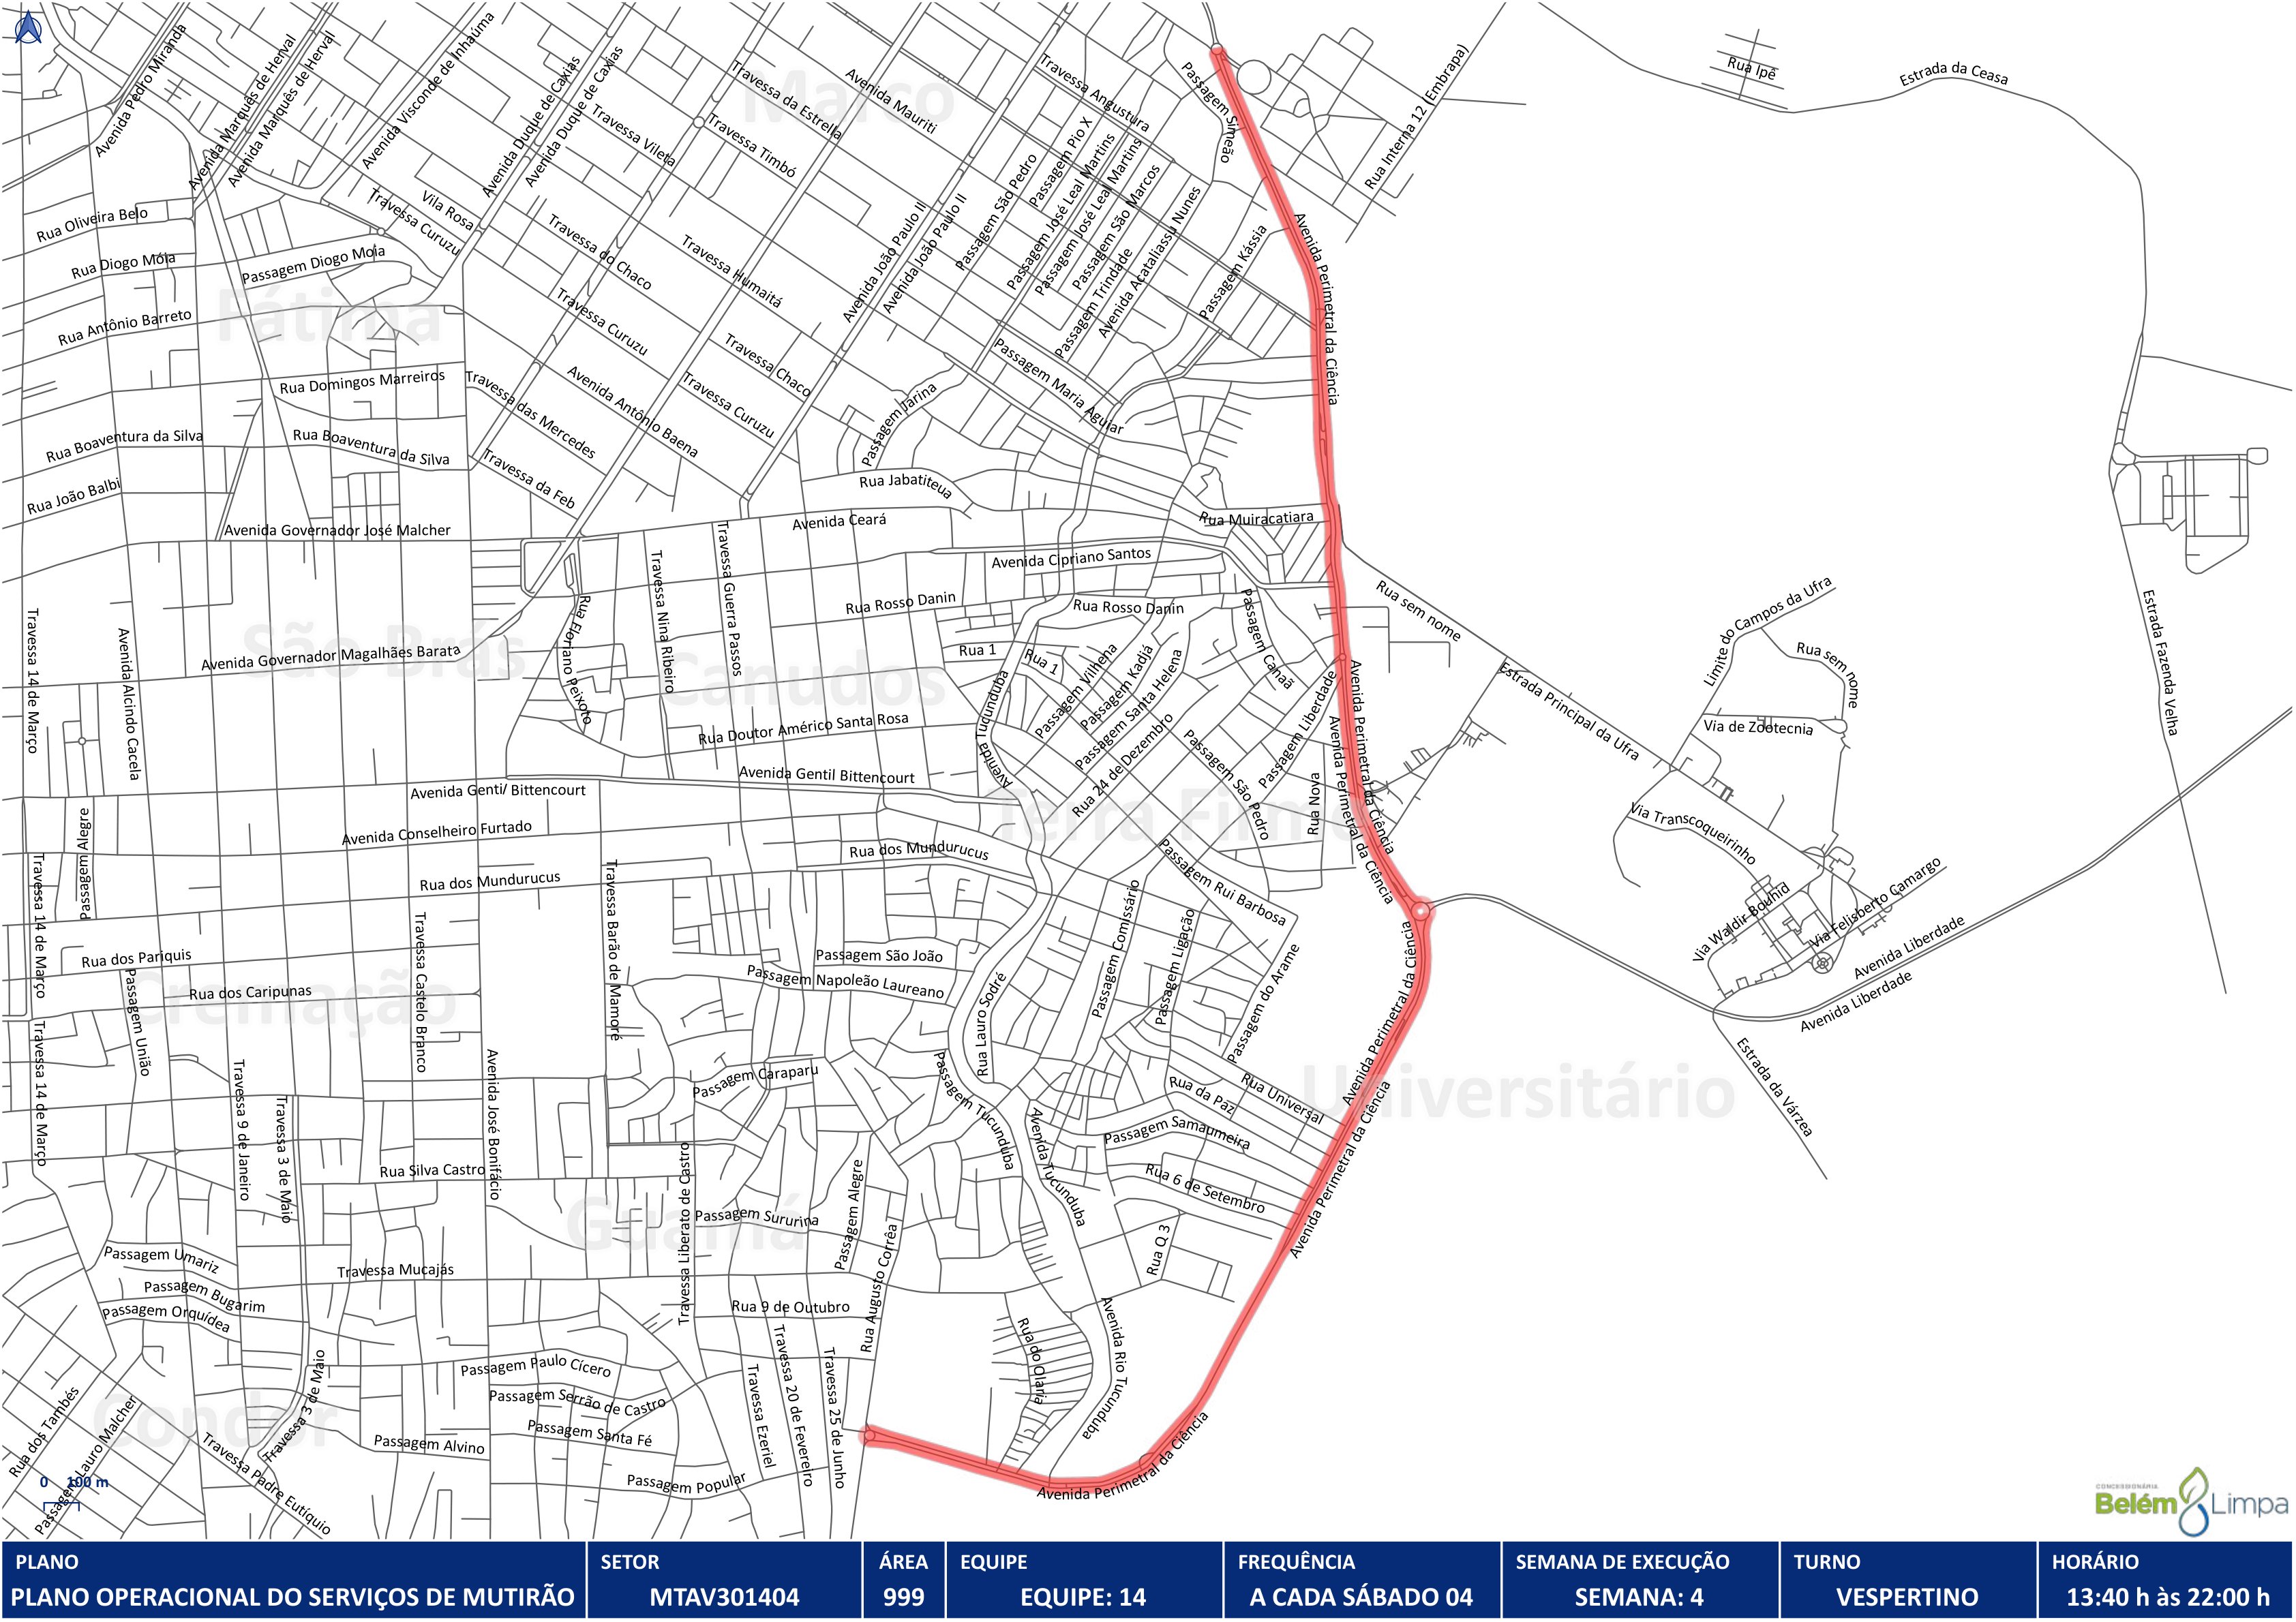 Marco
Fátima
São Brás
Canudos
Terra Firme
Cremação
Universitário
Guamá
Condor
Avenida Pedro Miranda
Avenida Marquês de Herval
Avenida Marquês de Herval
Avenida Visconde de Inhaúma
Avenida Duque de Caxias
Avenida Duque de Caxias
Travessa Vileta
Travessa da Estrella
Travessa Timbó
Avenida Mauriti
Travessa Angustura
Passagem Simeão
Rua Interna 12 (Embrapa)
Rua Ipê
Estrada da Ceasa
Rua Oliveira Belo
Rua Diogo Móia
Passagem Diogo Moia
Rua Antônio Barreto
Travessa Curuzu
Vila Rosa
Travessa do Chaco
Travessa Humaitá
Travessa Curuzu
Travessa Chaco
Travessa Curuzu
Avenida João Paulo II
Avenida João Paulo II
Passagem São Pedro
Passagem Pio X
Passagem José Leal Martins
Passagem José Leal Martins
Passagem São Marcos
Passagem Trindade
Avenida Acatauassu Nunes
Passagem Kássia
Avenida Perimetral da Ciência
Passagem Maria Aguiar
Passagem Jarina
Rua Domingos Marreiros
Travessa das Mercedes
Avenida Antônio Baena
Rua Boaventura da Silva
Rua Boaventura da Silva
Travessa da Feb
Rua João Balbi
Avenida Governador José Malcher
Rua Jabatiteua
Avenida Ceará
Rua Muiracatiara
Avenida Cipriano Santos
Rua Rosso Danin
Rua Rosso Danin
Travessa Guerra Passos
Travessa Nina Ribeiro
Rua Floriano Peixoto
Travessa 14 de Março
Avenida Alcindo Cacela
Avenida Governador Magalhães Barata
Rua 1
Rua 1
Passagem Vilhena
Passagem Kadjá
Passagem Santa Helena
Rua 24 de Dezembro
Passagem Canaã
Passagem Liberdade
Passagem São Pedro
Rua Nova
Avenida Perimetral da Ciência
Avenida Perimetral da Ciência
Rua sem nome
Estrada Principal da Ufra
Limite do Campos da Ufra
Rua sem nome
Via de Zootecnia
Via Transcoqueirinho
Via Waldir Bouhid
Via Felisberto Camargo
Avenida Liberdade
Avenida Liberdade
Estrada da Várzea
Estrada Fazenda Velha
Rua Doutor Américo Santa Rosa
Avenida Tucunduba
Avenida Gentil Bittencourt
Avenida Gentil Bittencourt
Avenida Conselheiro Furtado
Rua dos Mundurucus
Rua dos Mundurucus
Passagem Alegre
Travessa 14 de Março
Travessa Barão de Mamoré
Travessa Castelo Branco
Rua dos Pariquis
Rua dos Caripunas
Passagem União
Passagem São João
Passagem Napoleão Laureano
Rua Lauro Sodré
Passagem Rui Barbosa
Passagem Comissário
Passagem Ligação
Passagem do Arame
Avenida Perimetral da Ciência
Avenida Perimetral da Ciência
Travessa 14 de Março
Travessa 9 de Janeiro
Travessa 3 de Maio
Avenida José Bonifácio
Passagem Caraparu
Passagem Tucunduba
Avenida Tucunduba
Rua Universal
Rua da Paz
Passagem Samaumeira
Rua 6 de Setembro
Rua Q 3
Rua Silva Castro
Travessa Liberato de Castro
Passagem Sururina
Passagem Alegre
Rua Augusto Corrêa
Passagem Umariz
Passagem Bugarim
Passagem Orquídea
Travessa Mucajás
Rua 9 de Outubro
Travessa Ezeriel
Travessa 20 de Fevereiro
Travessa 25 de Junho
Rua do Olaria
Avenida Rio Tucunduba
Avenida Perimetral da Ciência
Passagem Paulo Cícero
Passagem Serrão de Castro
Passagem Santa Fé
Passagem Alvino
Passagem Popular
Travessa 3 de Maio
Travessa Padre Eutíquio
Rua dos Tambés
Passagem Lauro Malcher
0 100 m
CONCESSIONÁRIA
Belém Limpa
PLANO
PLANO OPERACIONAL DO SERVIÇOS DE MUTIRÃO
SETOR
MTAV301404
ÁREA
999
EQUIPE
EQUIPE: 14
FREQUÊNCIA
A CADA SÁBADO 04
SEMANA DE EXECUÇÃO
SEMANA: 4
TURNO
VESPERTINO
HORÁRIO
13:40 h às 22:00 h